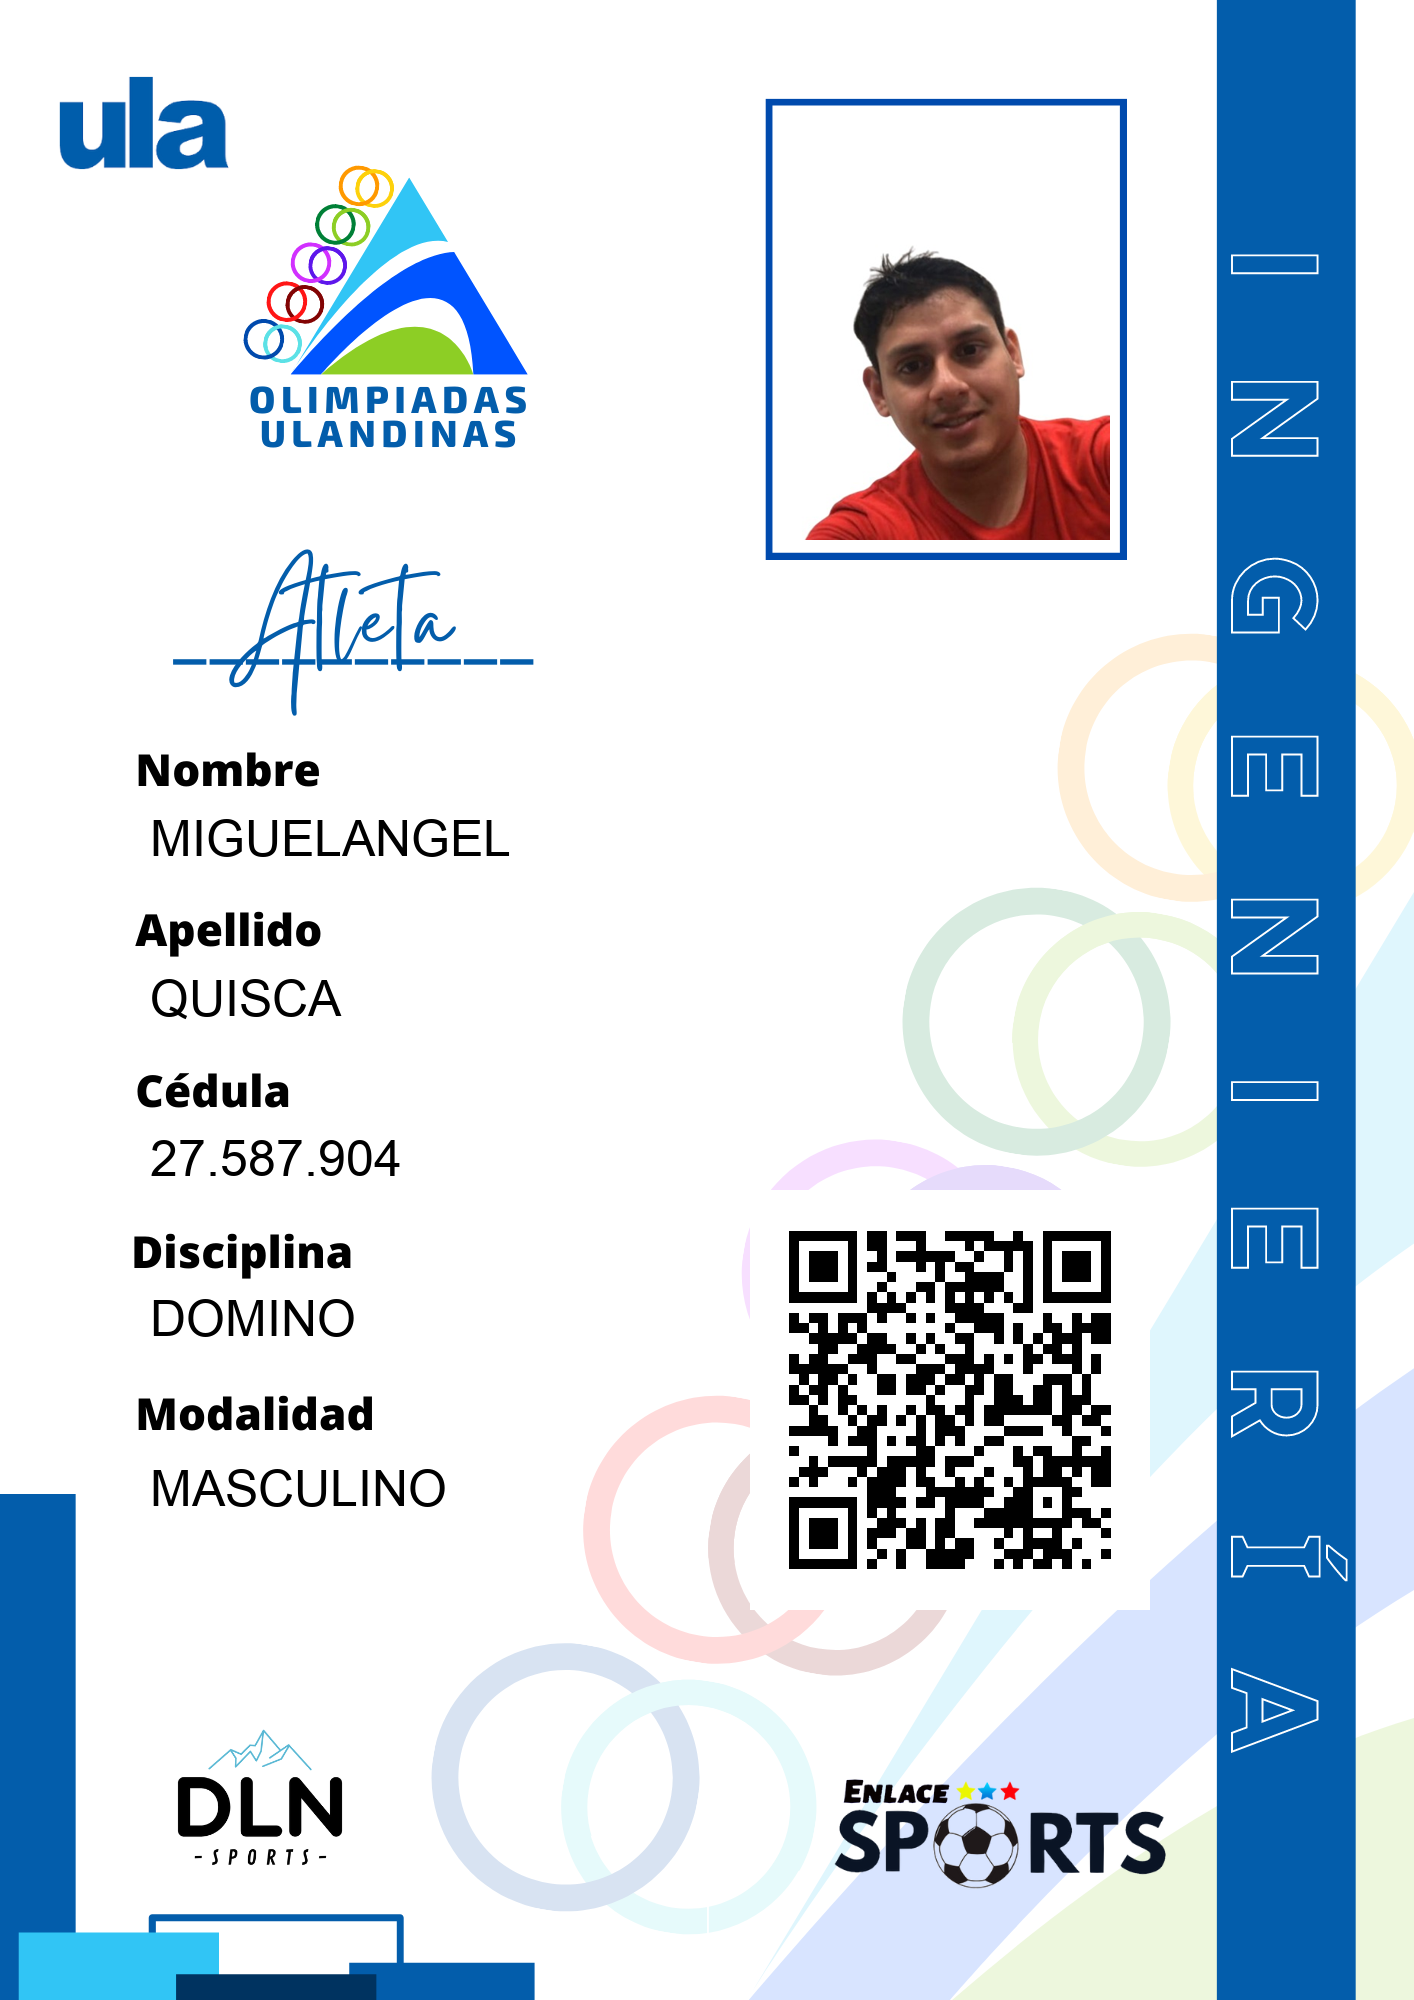 ula
OLIMPIADAS
ULANDINAS
Atleta
Nombre
MIGUELANGEL
Apellido
QUISCA
Cédula
27.587.904
Disciplina
DOMINO
Modalidad
MASCULINO
DLN
-SPORTS-
ENLACE
SPORTS
INGENIERÍA